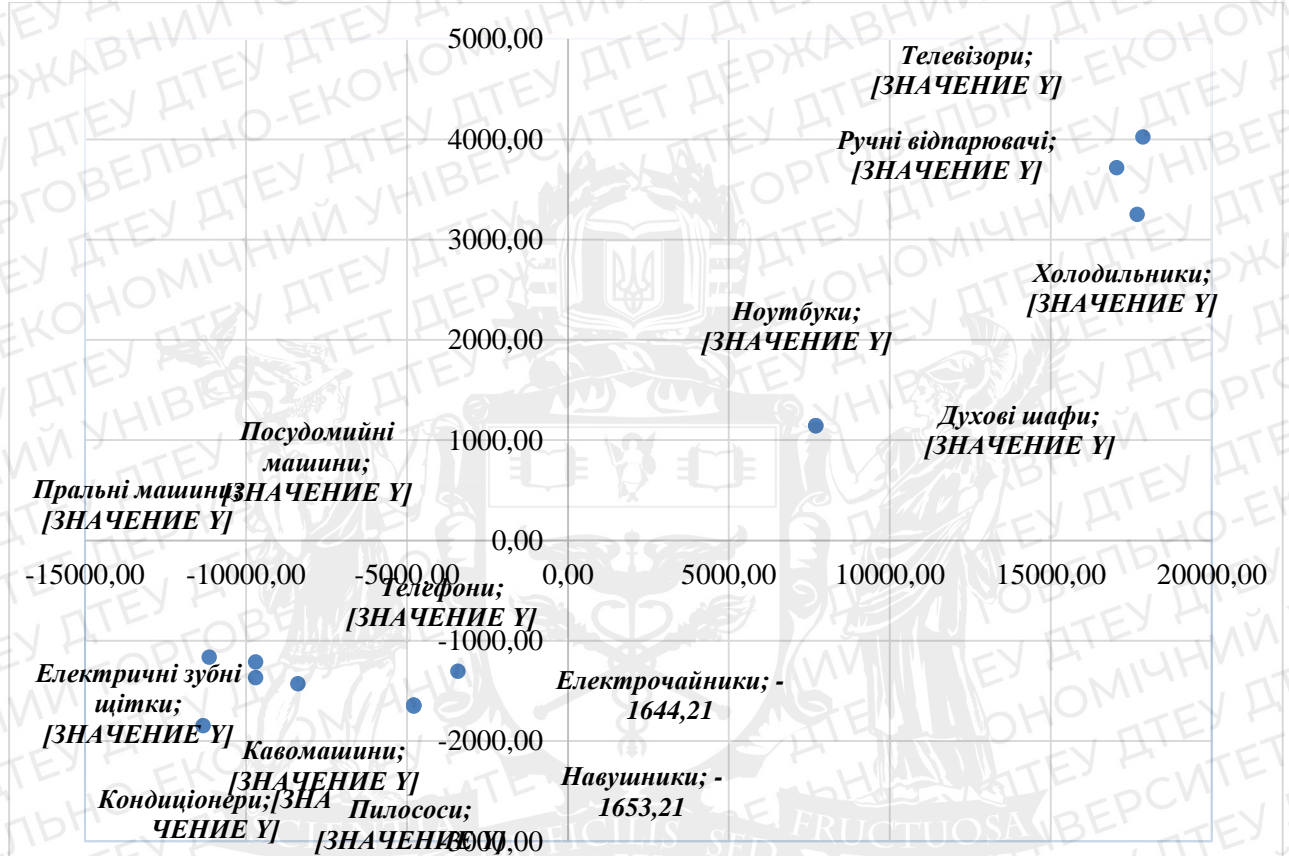 5000,00
Телевізори;
[ЗНАЧЕНИЕ Y]
4000,00
Ручні відпарювачі;
[ЗНАЧЕНИЕ Y]
3000,00
Холодильники;
[ЗНАЧЕНИЕ Y]
Ноутбуки;
[ЗНАЧЕНИЕ Y]
2000,00
Духові шафи;
[ЗНАЧЕНИЕ Y]
Посудомийні
машини;
[ЗНАЧЕНИЕ Y]
1000,00
Пральні машини;
[ЗНАЧЕНИЕ Y]
0,00
-15000,00 -10000,00 -5000,00 0,00 5000,00 10000,00 15000,00 20000,00
Телефони;
[ЗНАЧЕНИЕ Y]
-1000,00
Електричні зубні
щітки;
[ЗНАЧЕНИЕ Y]
Електрочайники; -
1644,21
-2000,00
Кавомашини;
[ЗНАЧЕНИЕ Y]
Навушники; -
1653,21
Кондиціонери;[ЗНА
ЧЕНИЕ Y]
Пилососи;
[ЗНАЧЕНИЕ Y]
-3000,00